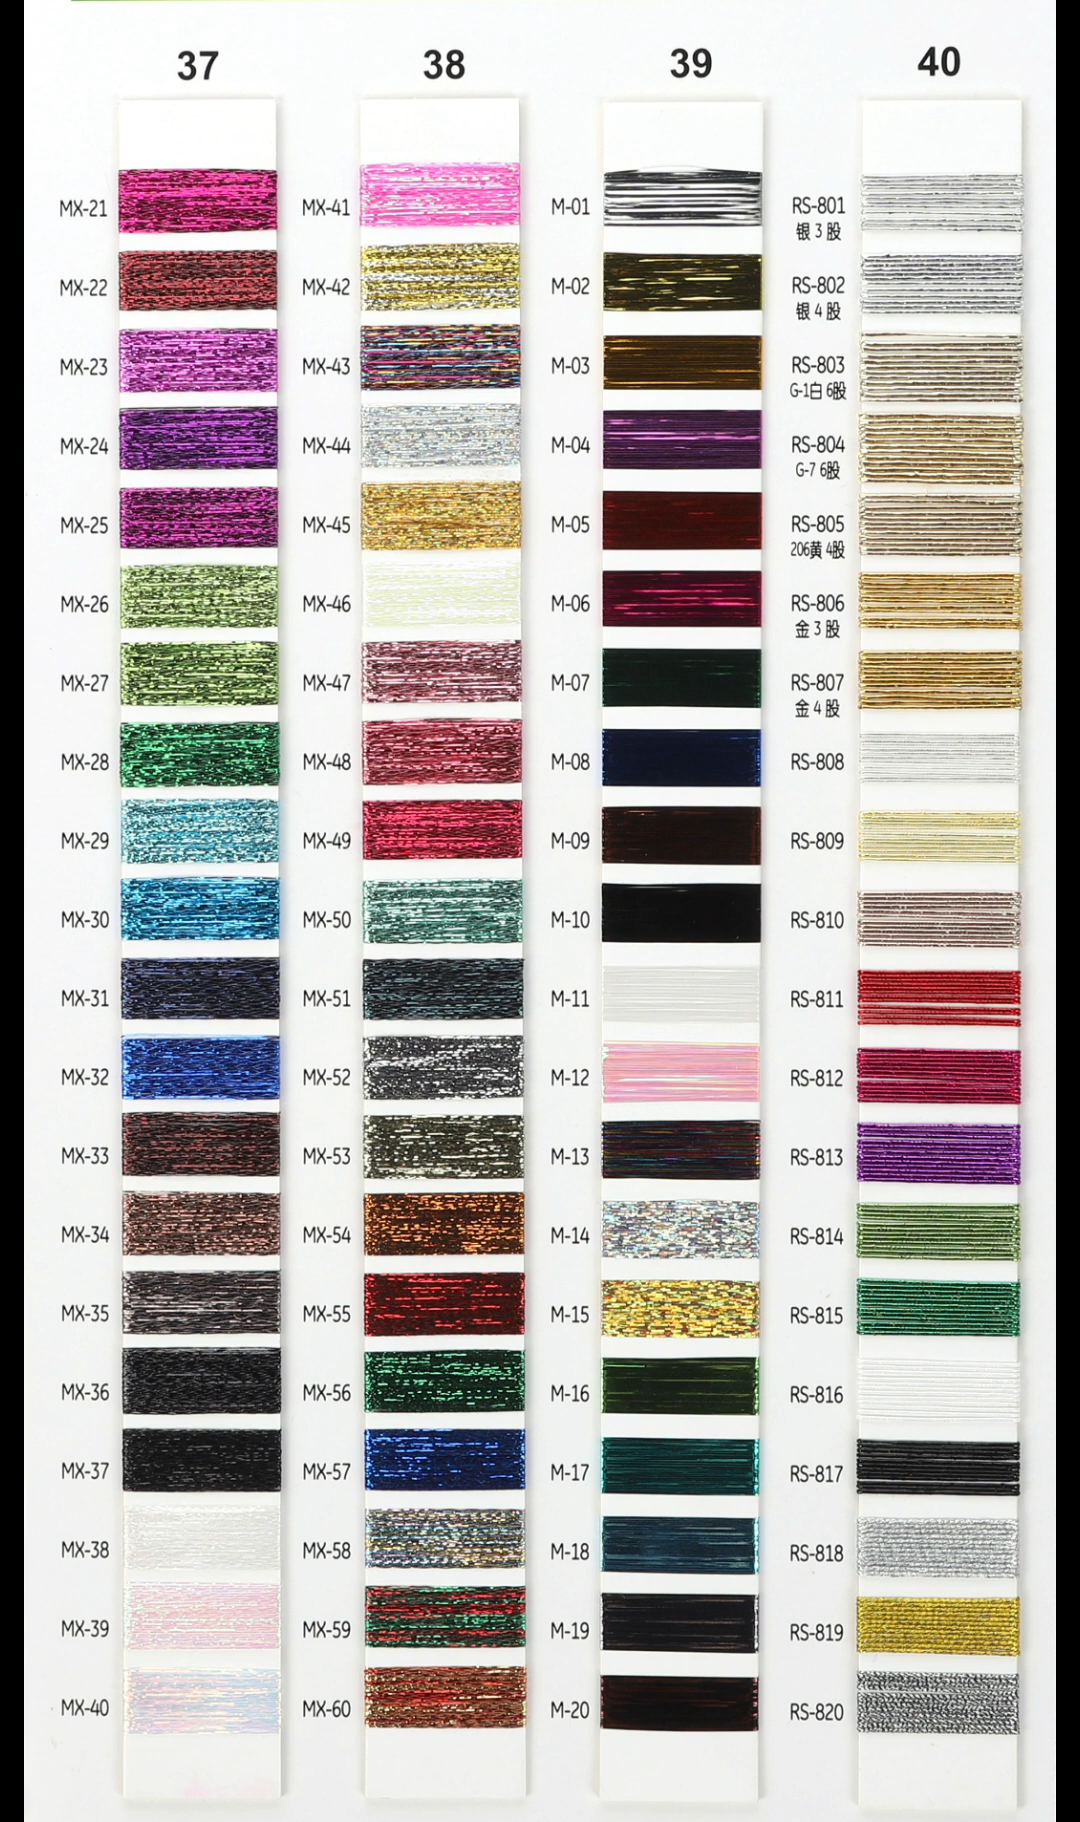 37
MX-21
MX-22
MX-23
MX-24
MX-25
MX-26
MX-27
MX-28
MX-29
MX-30
MX-31
MX-32
MX-33
MX-34
MX-35
MX-36
MX-37
MX-38
MX-39
MX-40
38
MX-41
MX-42
MX-43
MX-44
MX-45
MX-46
MX-47
MX-48
MX-49
MX-50
MX-51
MX-52
MX-53
MX-54
MX-55
MX-56
MX-57
MX-58
MX-59
MX-60
39
M-01
M-02
M-03
M-04
M-05
M-06
M-07
M-08
M-09
M-10
M-11
M-12
M-13
M-14
M-15
M-16
M-17
M-18
M-19
M-20
40
RS-801
银 3 股
RS-802
银 4 股
RS-803
G-1白 6股
RS-804
G-7 6股
RS-805
206黄 4股
RS-806
金 3 股
RS-807
金 4 股
RS-808
RS-809
RS-810
RS-811
RS-812
RS-813
RS-814
RS-815
RS-816
RS-817
RS-818
RS-819
RS-820